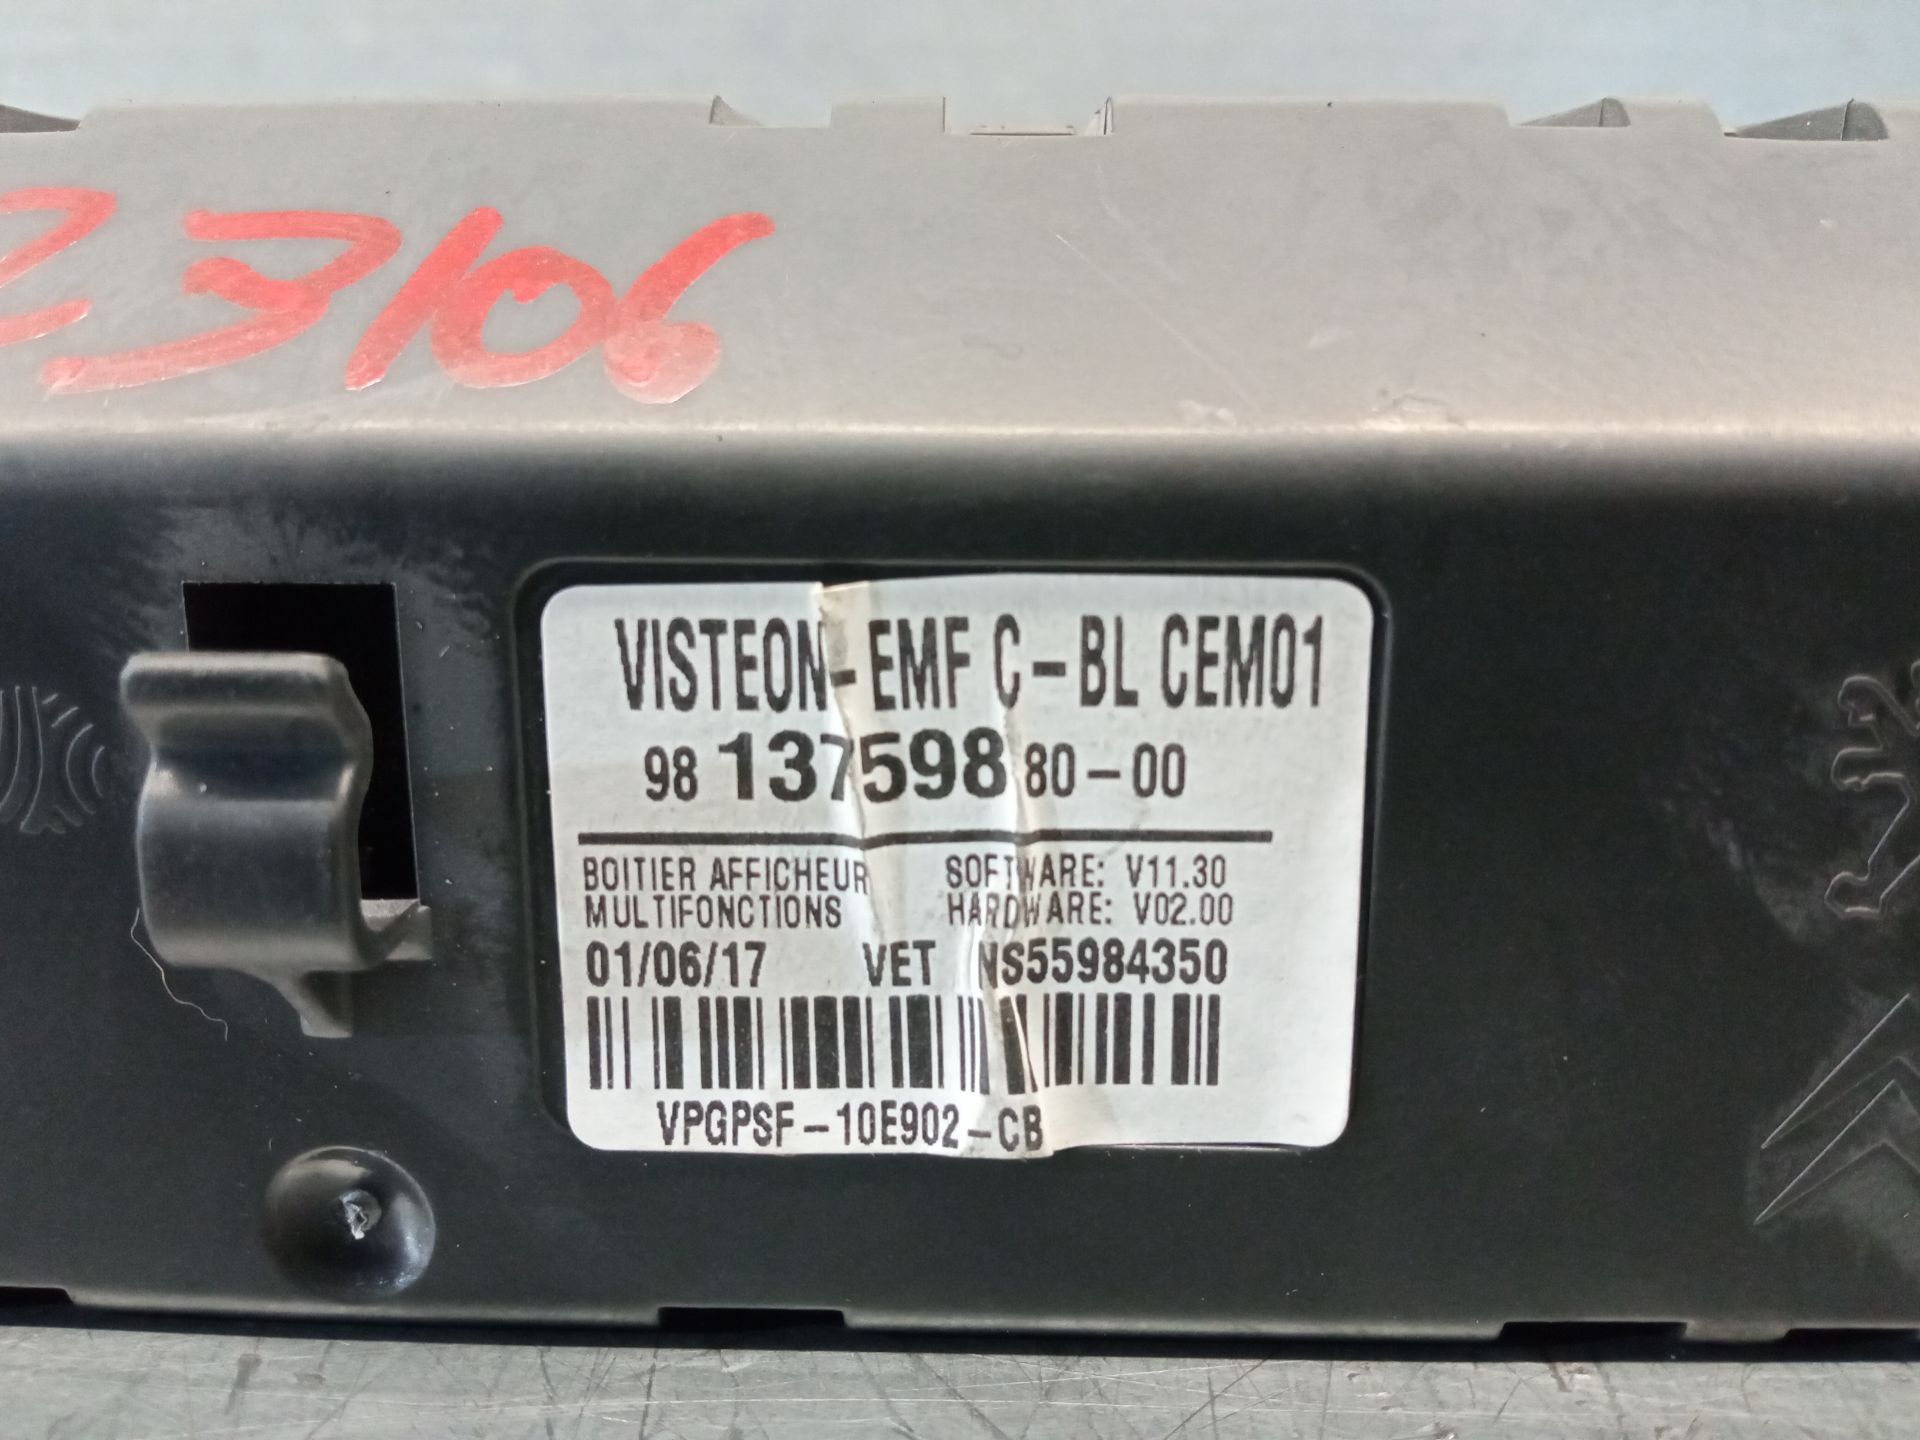 23106
VISTEON-EMF C-BL CEM01
98 137598 80-00
BOITIER AFFICHEUR SOFTWARE: V11.30
MULTIFONCTIONS HARDWARE: V02.00
01/06/17 VET NS55984350
VPGPSF-10E902-CB